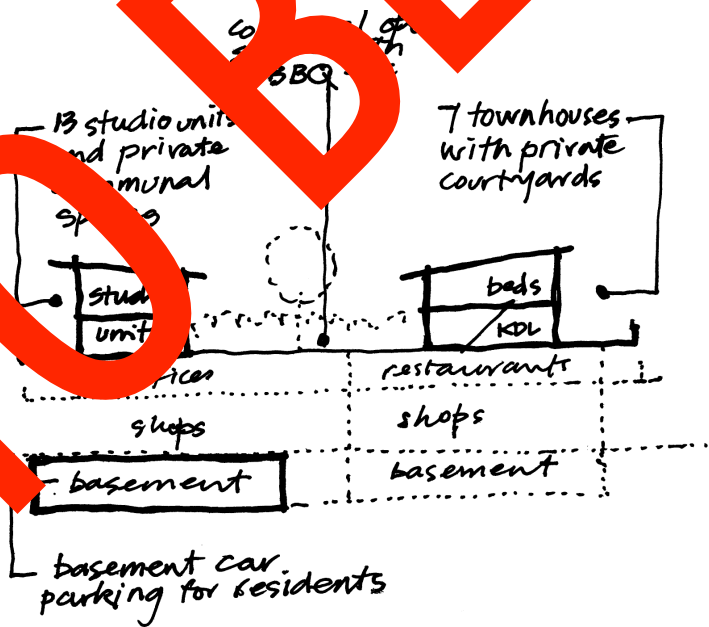 BBQ
13 studio units
private
7 townhouses
with private
courtyards
beds
KDL
restaurants
shops
shops
basement
basement
basement car
parking for residents